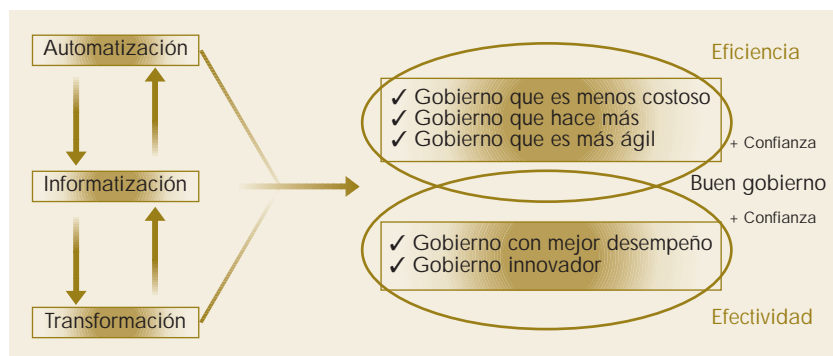 Automatización
Informatización
Transformación
Eficiencia
✓ Gobierno que es menos costoso
✓ Gobierno que hace más
✓ Gobierno que es más ágil
+ Confianza
Buen gobierno
+ Confianza
✓ Gobierno con mejor desempeño
✓ Gobierno innovador
Efectividad